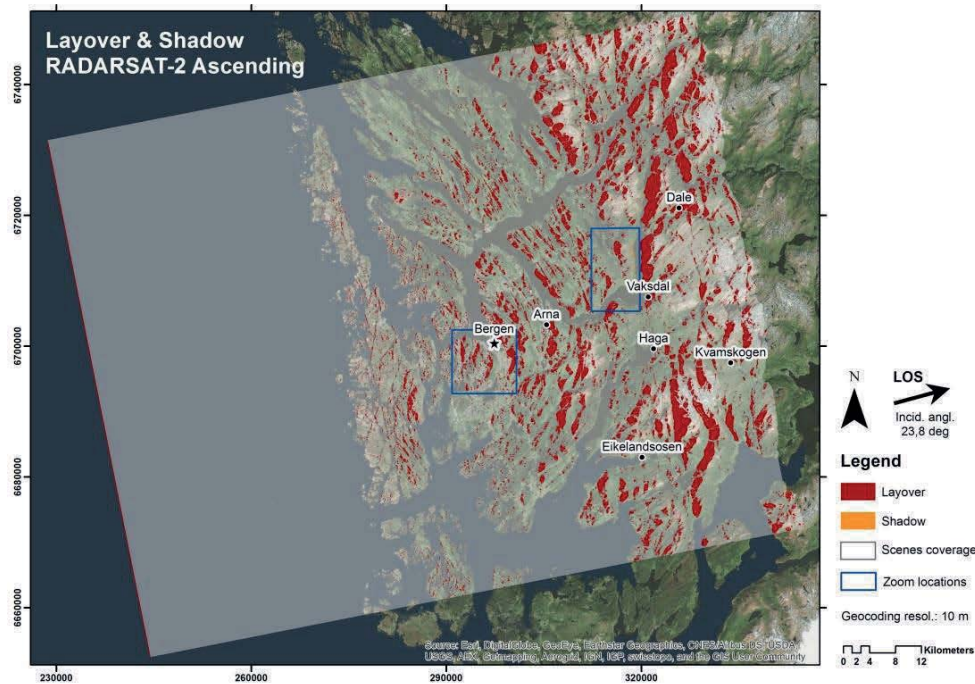 Layover & Shadow
RADARSAT-2 Ascending
6740000
6720000
6700000
6680000
6660000
230000
260000
290000
320000
Dale
Vaksdal
Arna
Bergen
Haga
Kvamskogen
Eikelandsosen
Source: Esri, DigitalGlobe, GeoEye, Earthstar Geographics, CNES/Airbus DS, USDA,
USGS, AEX, Getmapping, Aerogrid, IGN, IGP, swisstopo, and the GIS User Community
N
LOS
Incid. angl.
23,8 deg
Legend
Layover
Shadow
Scenes coverage
Zoom locations
Geocoding resol.: 10 m
Kilometers
0 2 4 8 12